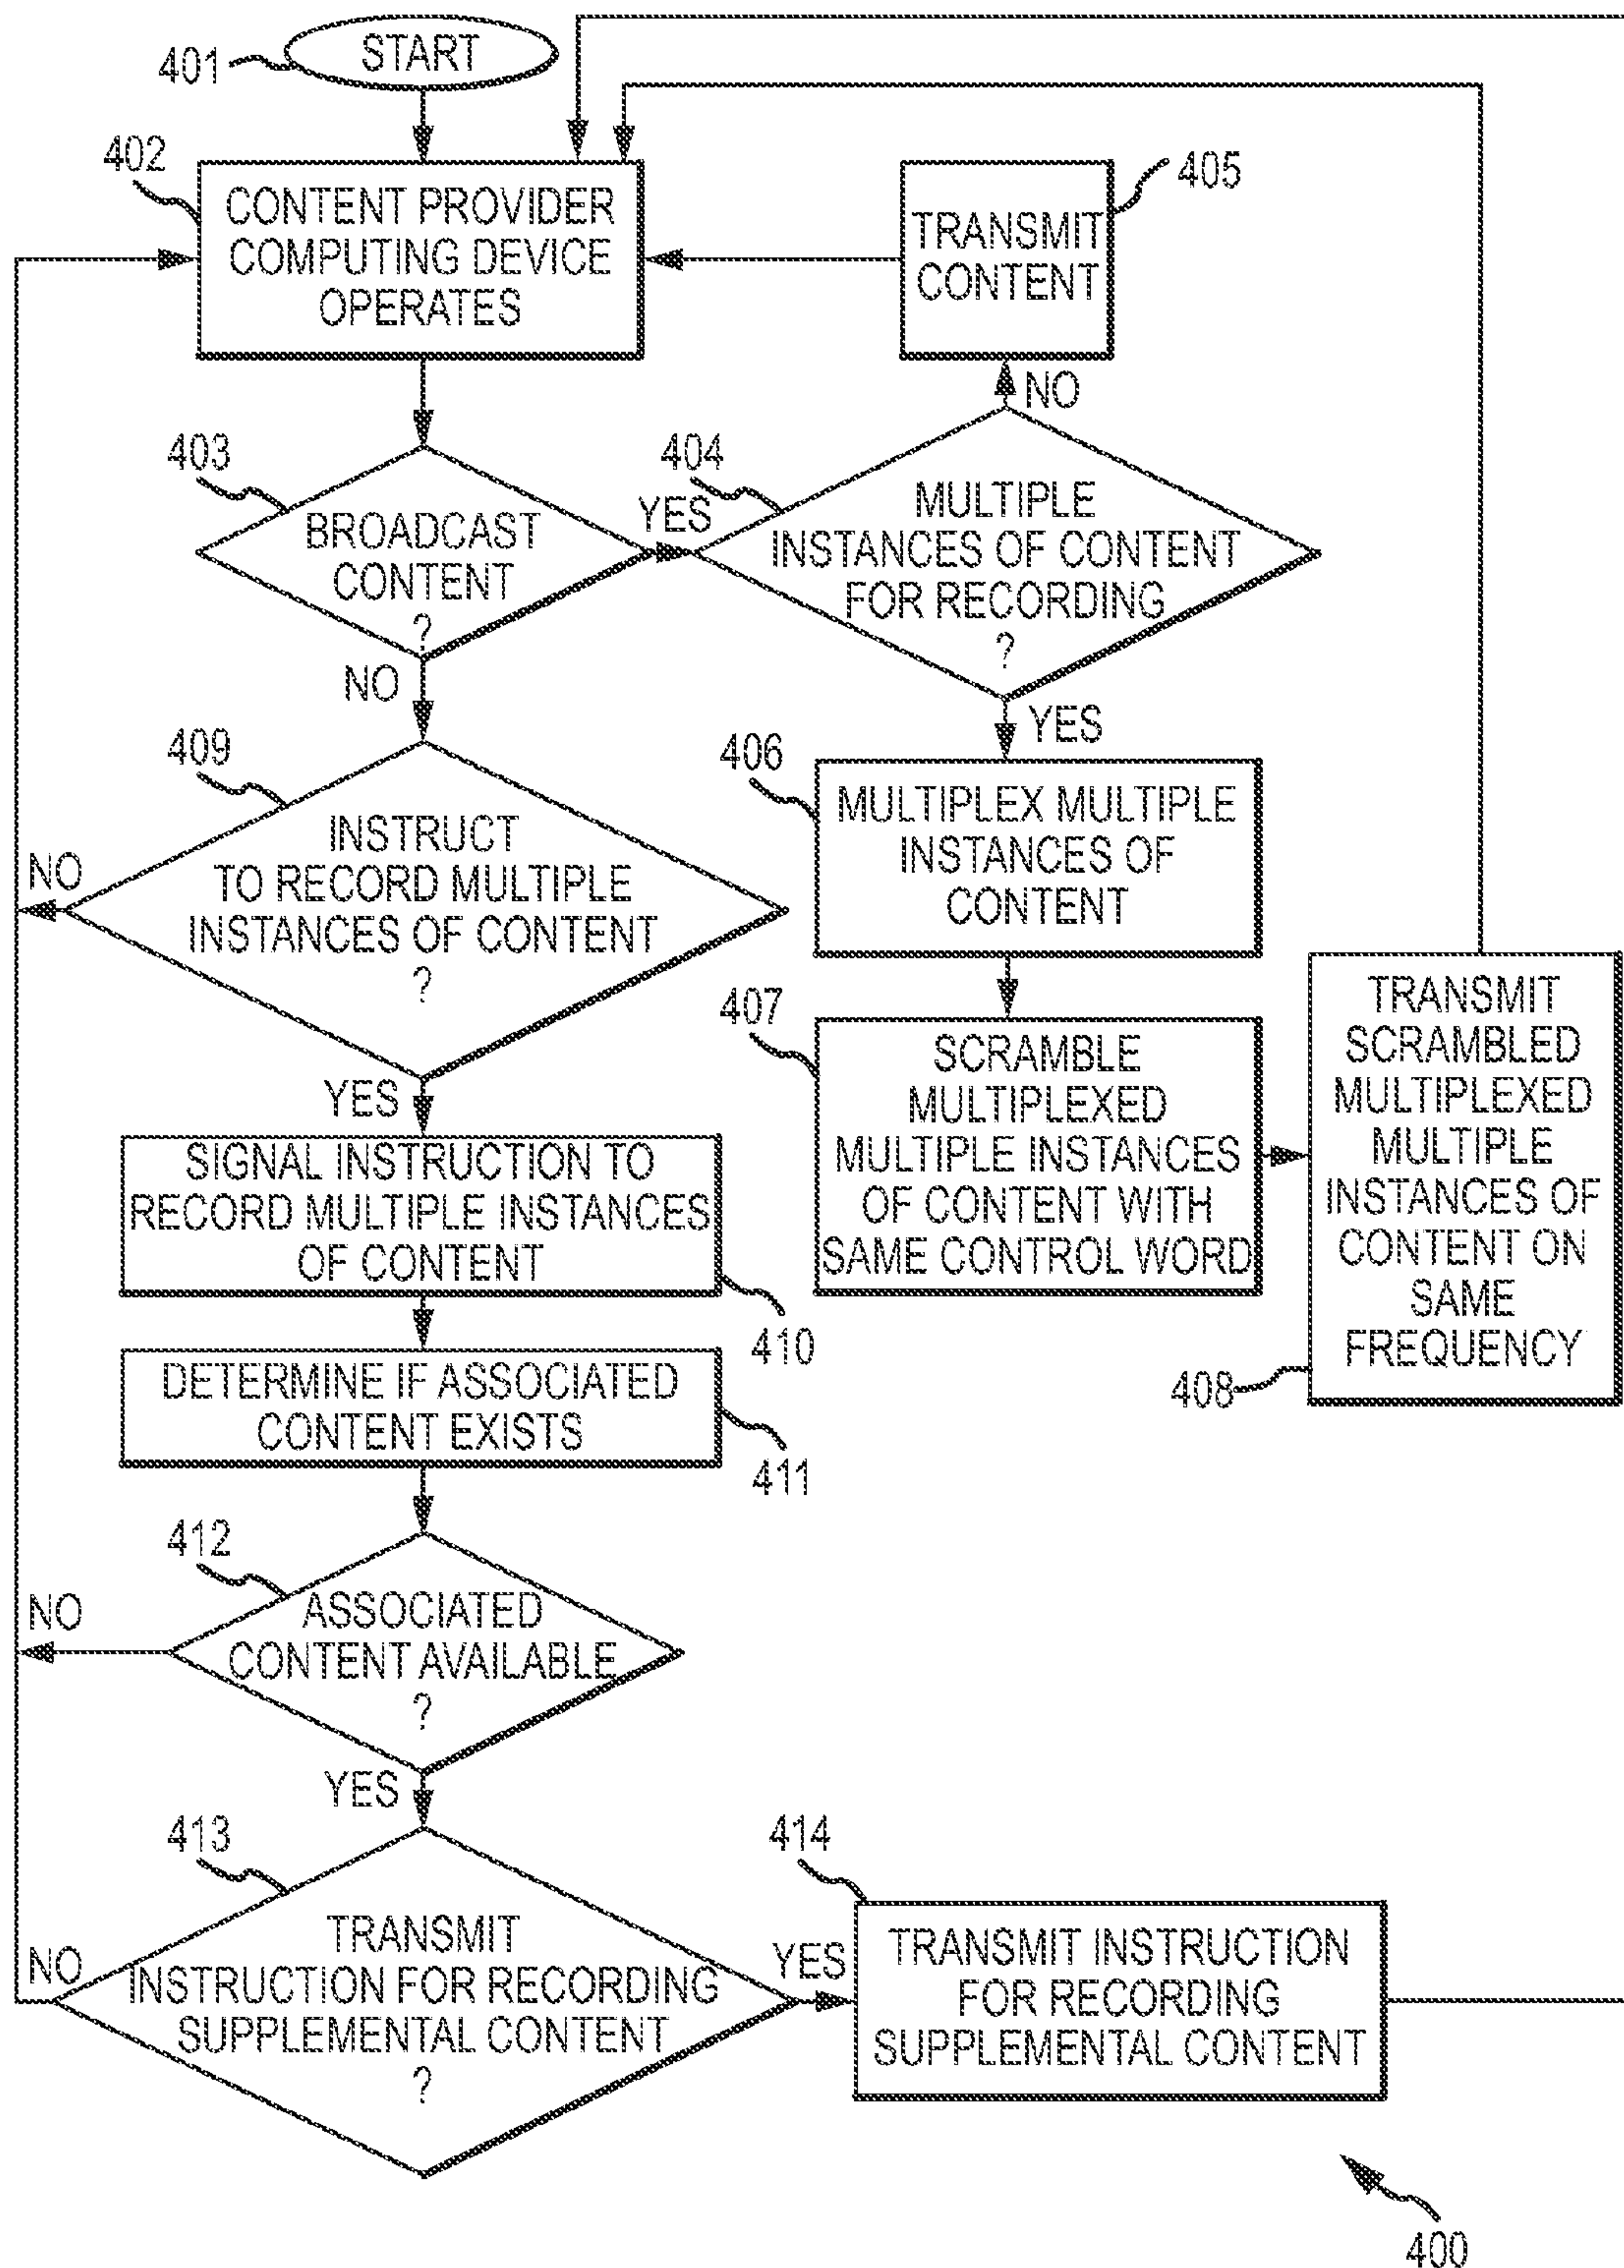 401
START
402
CONTENT PROVIDER
COMPUTING DEVICE
OPERATES
405
TRANSMIT
CONTENT
NO
403
BROADCAST
CONTENT
?
YES
404
MULTIPLE
INSTANCES OF CONTENT
FOR RECORDING
?
NO
YES
409
INSTRUCT
TO RECORD MULTIPLE
INSTANCES OF CONTENT
?
NO
406
MULTIPLEX MULTIPLE
INSTANCES OF
CONTENT
407
SCRAMBLE
MULTIPLEXED
MULTIPLE INSTANCES
OF CONTENT WITH
SAME CONTROL WORD
TRANSMIT
SCRAMBLED
MULTIPLEXED
MULTIPLE
INSTANCES OF
CONTENT ON
SAME
FREQUENCY
408
YES
SIGNAL INSTRUCTION TO
RECORD MULTIPLE INSTANCES
OF CONTENT
410
DETERMINE IF ASSOCIATED
CONTENT EXISTS
411
412
ASSOCIATED
CONTENT AVAILABLE
?
NO
YES
413
TRANSMIT
INSTRUCTION FOR RECORDING
SUPPLEMENTAL CONTENT
?
NO
YES
414
TRANSMIT INSTRUCTION
FOR RECORDING
SUPPLEMENTAL CONTENT
400